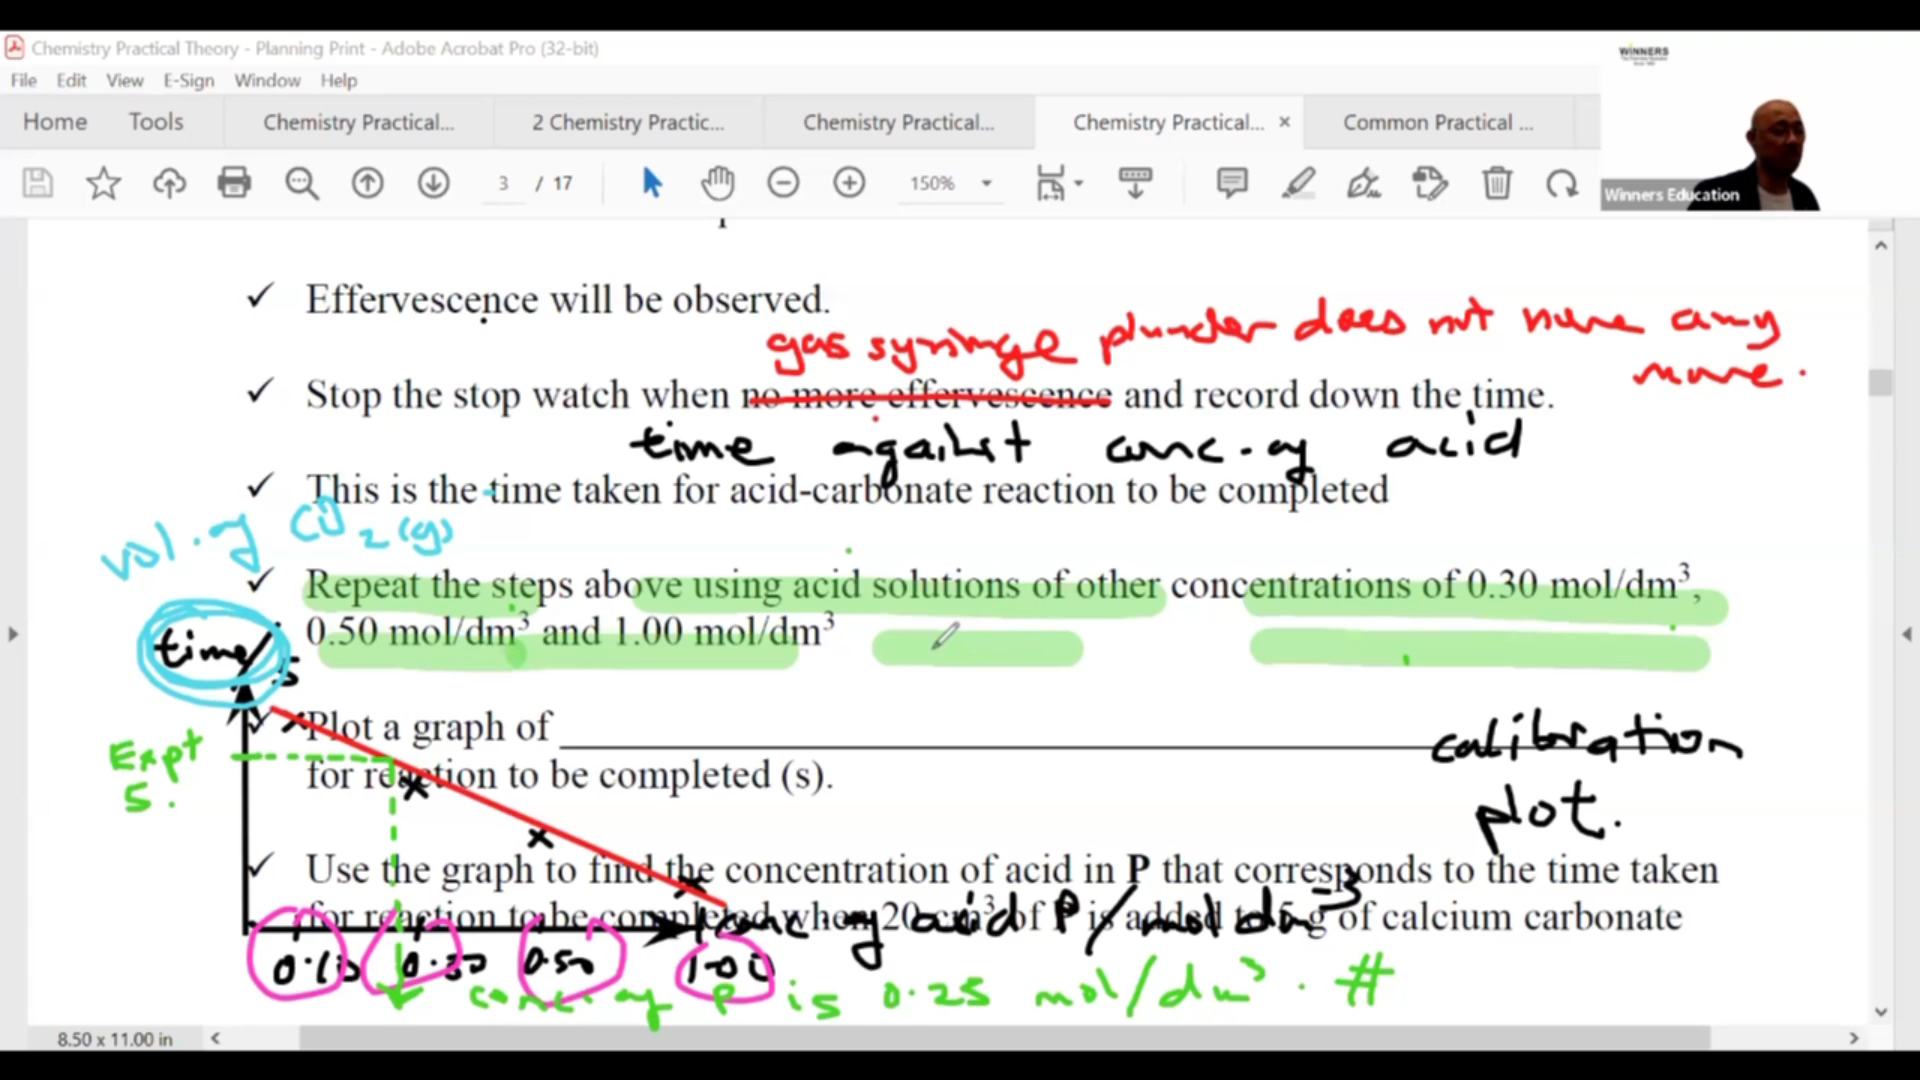 Chemistry Practical Theory - Planning Print - Adobe Acrobat Pro (32-bit)
WINNERS
File Edit View E-Sign Window Help
Home Tools Chemistry Practical... 2 Chemistry Practic... Chemistry Practical... Chemistry Practical... × Common Practical ...
3 / 17 150%
Winners Education
✓ Effervescence will be observed.
gas syringe plunder does not move any
more.
✓ Stop the stop watch when no more effervescence and record down the time.
time against conc. of acid
✓ This is the time taken for acid-carbonate reaction to be completed
vol. of CO2(g)
✓ Repeat the steps above using acid solutions of other concentrations of 0.30 mol/dm³,
0.50 mol/dm³ and 1.00 mol/dm³
time/s
✓ Plot a graph of ____________
calibration
plot.
Expt
5.
for reaction to be completed (s).
✓ Use the graph to find the concentration of acid in P that corresponds to the time taken
for reaction to be completed when 20 cm³ of P is added to 5 g of calcium carbonate
conc of acid P/mol dm-3
0.10 0.30 0.50 1.00
conc. of P is 0.25 mol/dm³. #
8.50 x 11.00 in